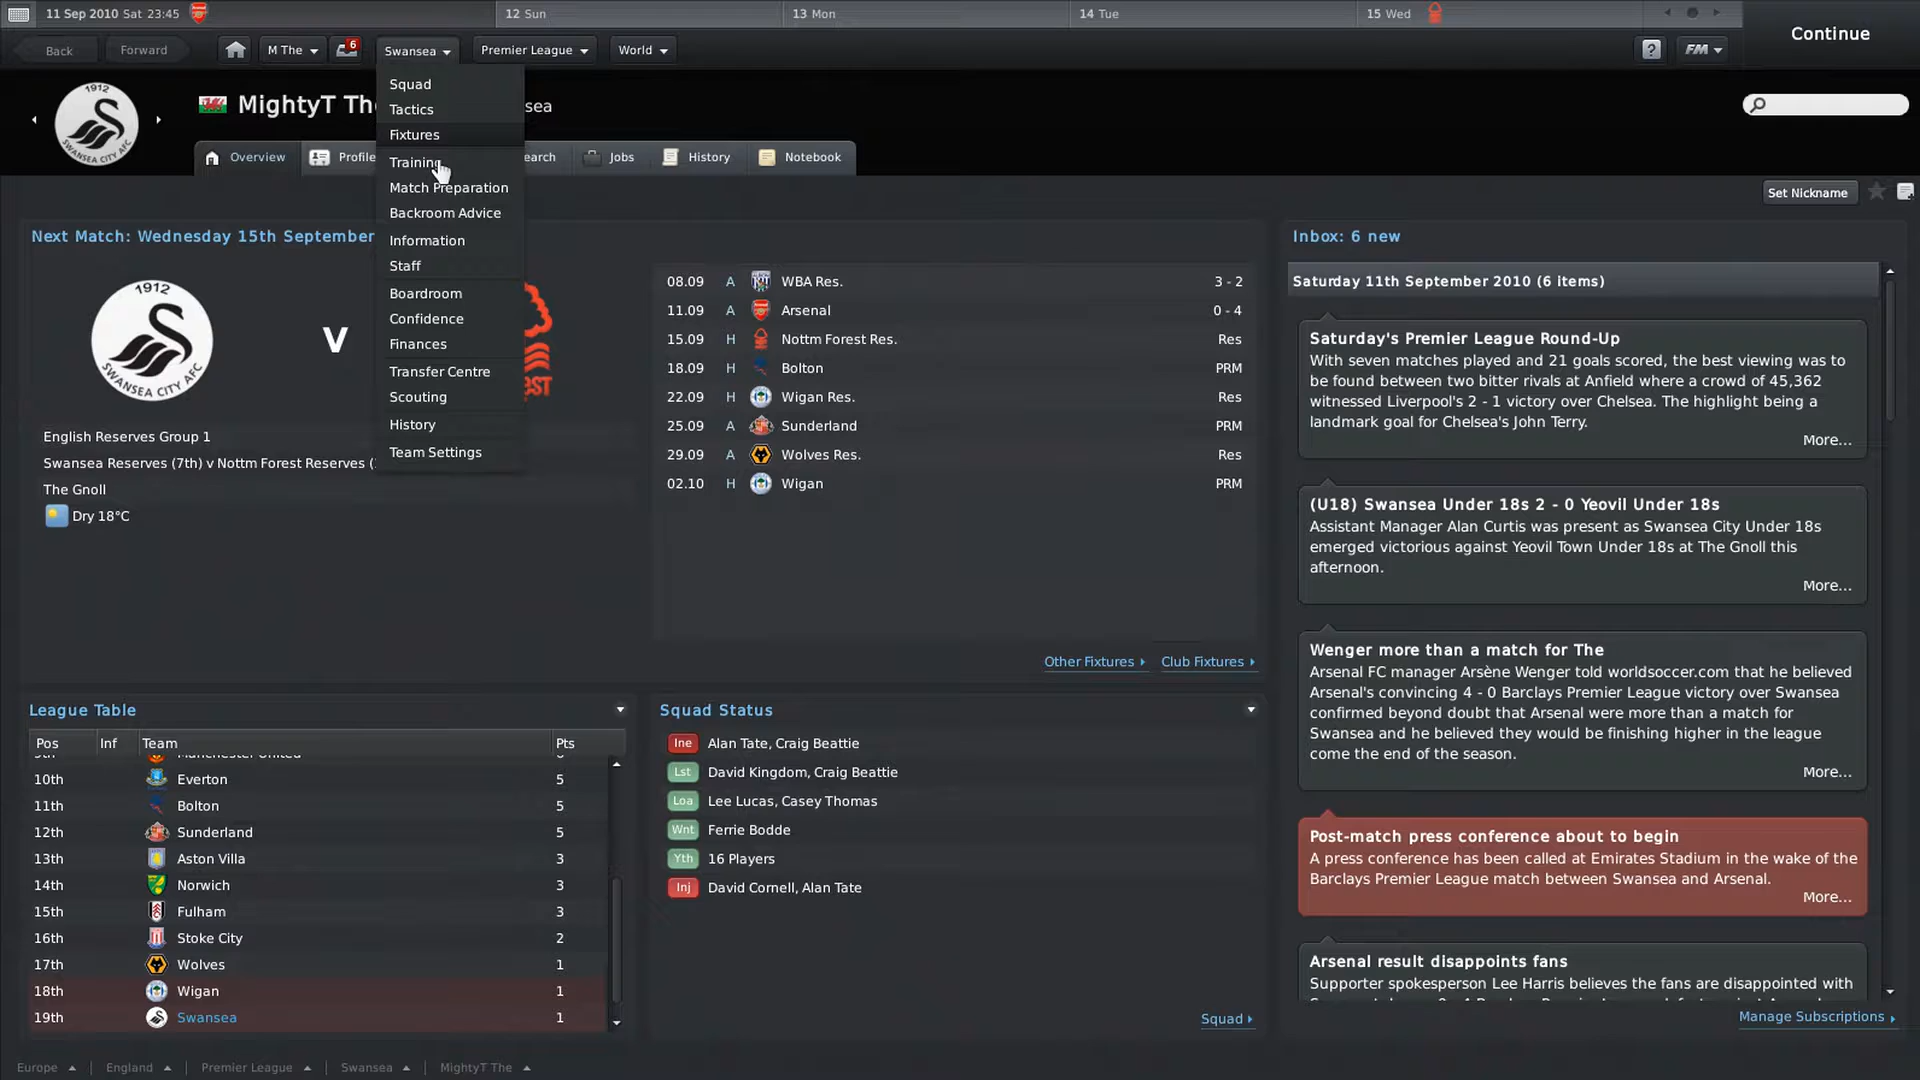 11 Sep 2010 Sat 23:45
12 Sun
13 Mon
14 Tue
15 Wed
Back
Forward
M The
6
Swansea
Premier League
World
?
FM
Continue
Squad
Tactics
Fixtures
Training
Match Preparation
Backroom Advice
Information
Staff
Boardroom
Confidence
Finances
Transfer Centre
Scouting
History
Team Settings
1912
SWANSEA CITY AFC
MightyT Th
sea
Overview
Profile
earch
Jobs
History
Notebook
Set Nickname
Next Match: Wednesday 15th September
1912
SWANSEA CITY AFC
V
EST
English Reserves Group 1
Swansea Reserves (7th) v Nottm Forest Reserves (
The Gnoll
Dry 18°C
08.09 A WBA Res. 3 - 2
11.09 A Arsenal 0 - 4
15.09 H Nottm Forest Res. Res
18.09 H Bolton PRM
22.09 H Wigan Res. Res
25.09 A Sunderland PRM
29.09 A Wolves Res. Res
02.10 H Wigan PRM
Other Fixtures
Club Fixtures
Inbox: 6 new
Saturday 11th September 2010 (6 items)
Saturday's Premier League Round-Up
With seven matches played and 21 goals scored, the best viewing was to
be found between two bitter rivals at Anfield where a crowd of 45,362
witnessed Liverpool's 2 - 1 victory over Chelsea. The highlight being a
landmark goal for Chelsea's John Terry.
More...
(U18) Swansea Under 18s 2 - 0 Yeovil Under 18s
Assistant Manager Alan Curtis was present as Swansea City Under 18s
emerged victorious against Yeovil Town Under 18s at The Gnoll this
afternoon.
More...
Wenger more than a match for The
Arsenal FC manager Arsène Wenger told worldsoccer.com that he believed
Arsenal's convincing 4 - 0 Barclays Premier League victory over Swansea
confirmed beyond doubt that Arsenal were more than a match for
Swansea and he believed they would be finishing higher in the league
come the end of the season.
More...
Post-match press conference about to begin
A press conference has been called at Emirates Stadium in the wake of the
Barclays Premier League match between Swansea and Arsenal.
More...
Arsenal result disappoints fans
Supporter spokesperson Lee Harris believes the fans are disappointed with
Manage Subscriptions
League Table
Pos Inf Team Pts
Manchester United
10th Everton 5
11th Bolton 5
12th Sunderland 5
13th Aston Villa 3
14th Norwich 3
15th Fulham 3
16th Stoke City 2
17th Wolves 1
18th Wigan 1
19th Swansea 1
Squad Status
Ine Alan Tate, Craig Beattie
Lst David Kingdom, Craig Beattie
Loa Lee Lucas, Casey Thomas
Wnt Ferrie Bodde
Yth 16 Players
Inj David Cornell, Alan Tate
Squad
Europe
England
Premier League
Swansea
MightyT The